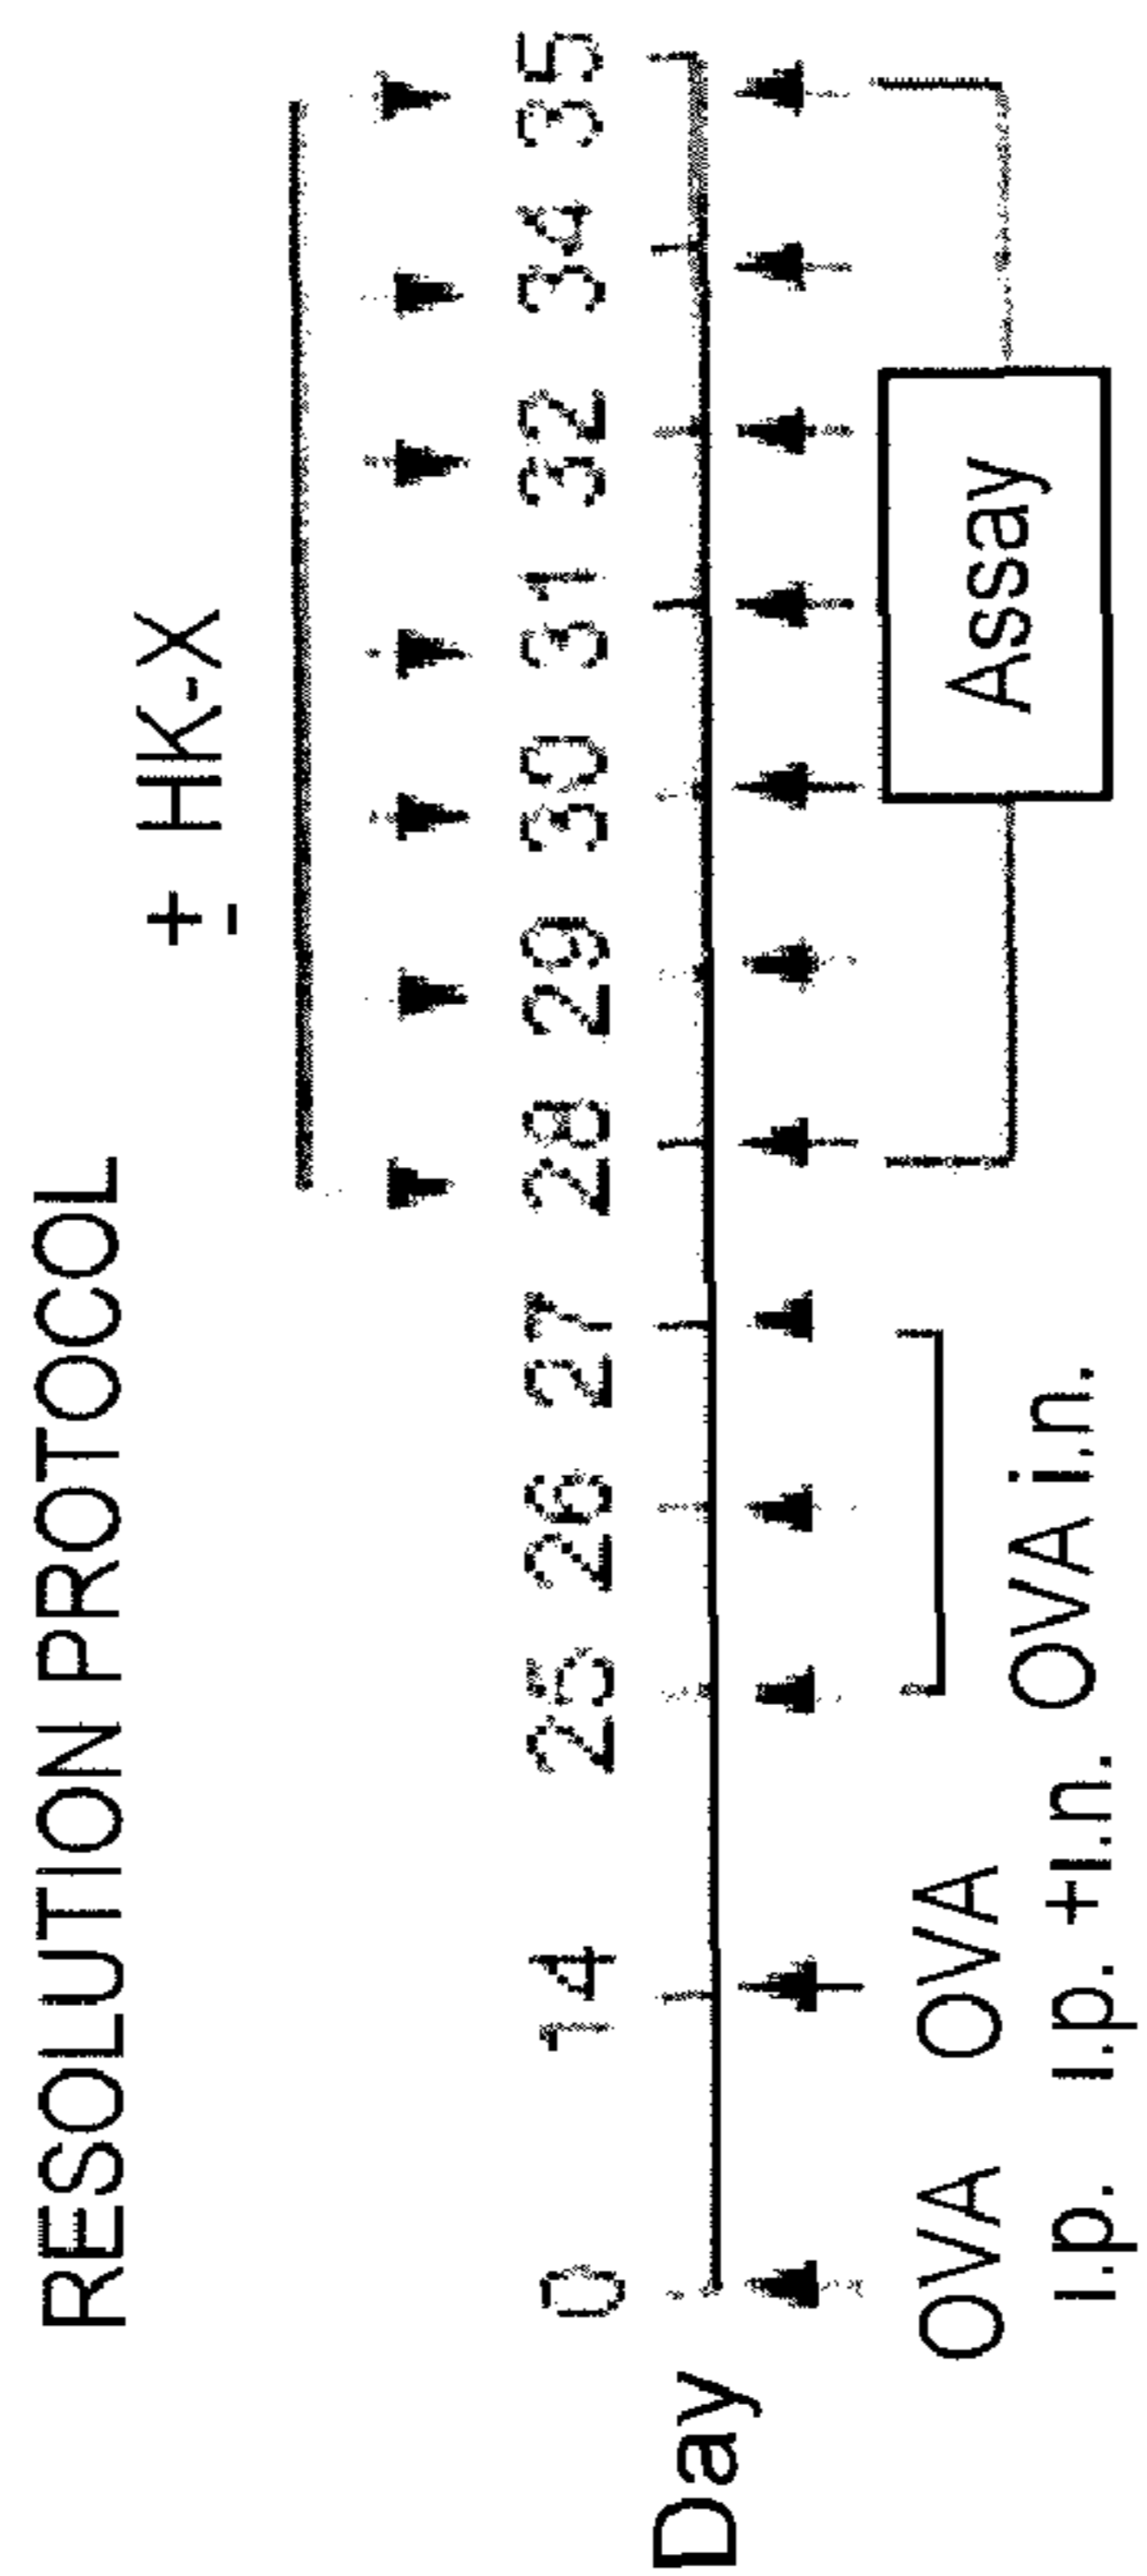 RESOLUTION PROTOCOL
± HK-X
0 14 25 26 27 28 29 30 31 32 34 35
Day
OVA OVA OVA i.n. Assay
i.p. i.p. +i.n.